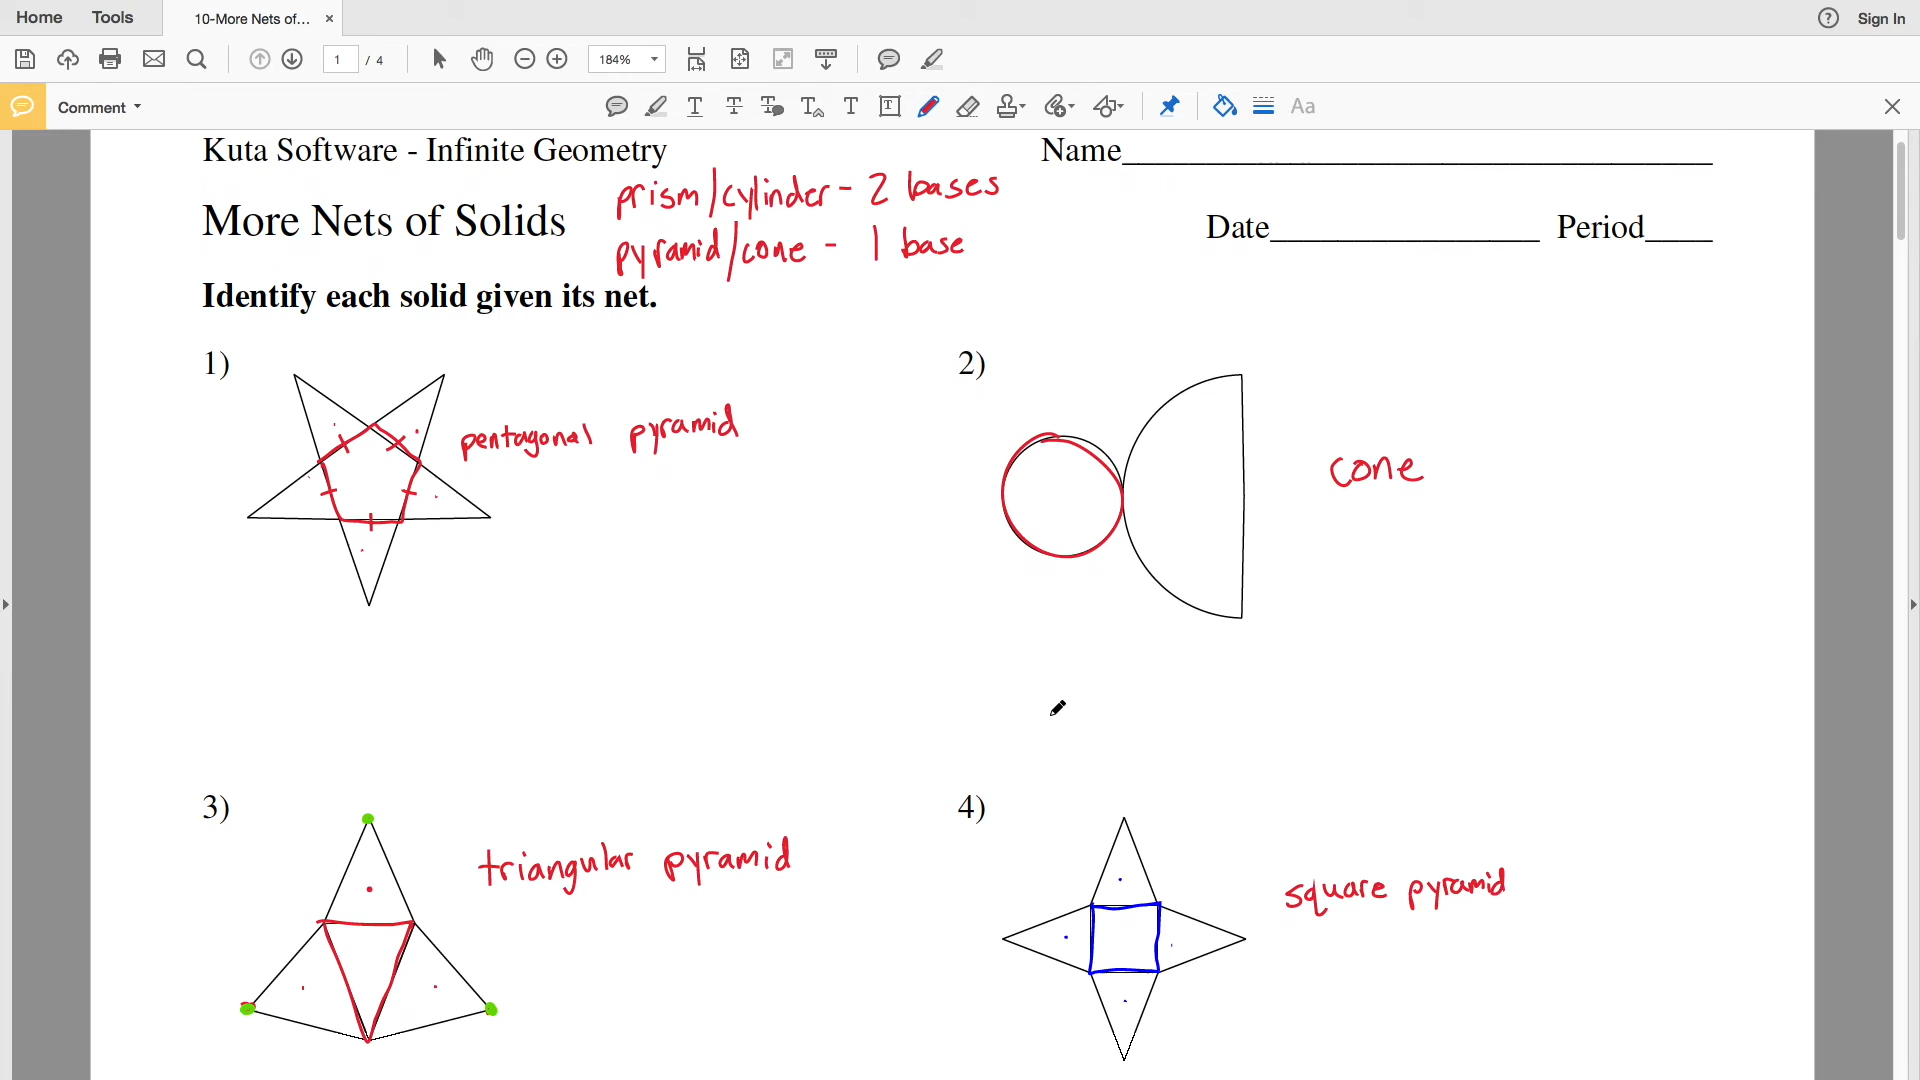 Home Tools 10-More Nets of... × ? Sign In
1 / 4 184%
Comment T T T T T T Aa
Kuta Software - Infinite Geometry Name
prism/cylinder - 2 bases
More Nets of Solids Date Period
pyramid/cone - 1 base
Identify each solid given its net.
1) pentagonal pyramid
2) cone
3) triangular pyramid
4) square pyramid